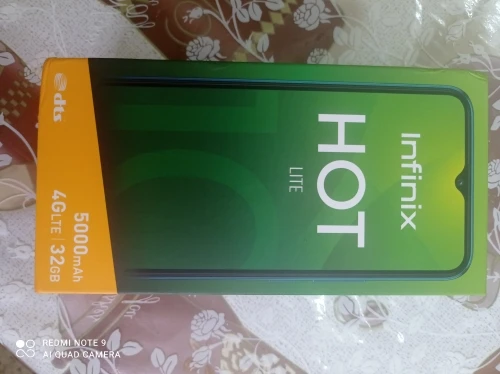 Infinix
HOT
LITE
dts
5000mAh
4GLTE | 32GB
REDMI NOTE 9
AI QUAD CAMERA